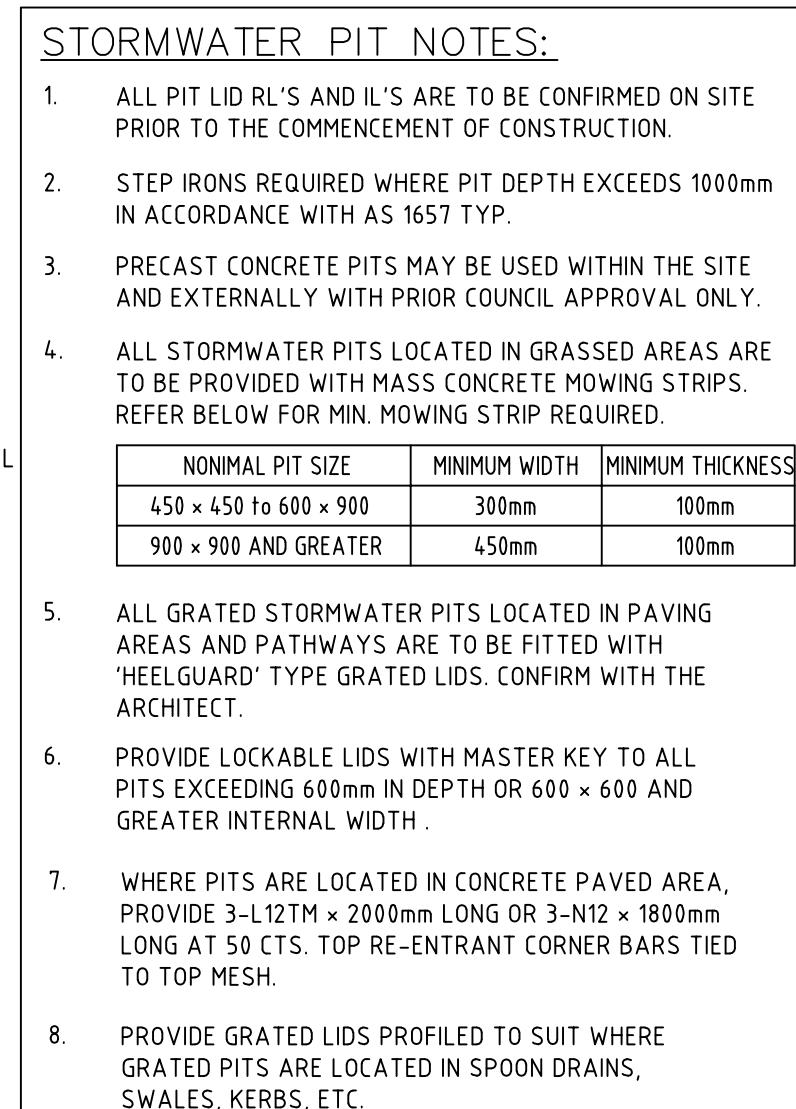 STORMWATER PIT NOTES:
1. ALL PIT LID RL'S AND IL'S ARE TO BE CONFIRMED ON SITE
PRIOR TO THE COMMENCEMENT OF CONSTRUCTION.
2. STEP IRONS REQUIRED WHERE PIT DEPTH EXCEEDS 1000mm
IN ACCORDANCE WITH AS 1657 TYP.
3. PRECAST CONCRETE PITS MAY BE USED WITHIN THE SITE
AND EXTERNALLY WITH PRIOR COUNCIL APPROVAL ONLY.
4. ALL STORMWATER PITS LOCATED IN GRASSED AREAS ARE
TO BE PROVIDED WITH MASS CONCRETE MOWING STRIPS.
REFER BELOW FOR MIN. MOWING STRIP REQUIRED.
L
NONIMAL PIT SIZE MINIMUM WIDTH MINIMUM THICKNESS
450 × 450 to 600 × 900 300mm 100mm
900 × 900 AND GREATER 450mm 100mm
5. ALL GRATED STORMWATER PITS LOCATED IN PAVING
AREAS AND PATHWAYS ARE TO BE FITTED WITH
'HEELGUARD' TYPE GRATED LIDS. CONFIRM WITH THE
ARCHITECT.
6. PROVIDE LOCKABLE LIDS WITH MASTER KEY TO ALL
PITS EXCEEDING 600mm IN DEPTH OR 600 × 600 AND
GREATER INTERNAL WIDTH .
7. WHERE PITS ARE LOCATED IN CONCRETE PAVED AREA,
PROVIDE 3-L12TM × 2000mm LONG OR 3-N12 × 1800mm
LONG AT 50 CTS. TOP RE-ENTRANT CORNER BARS TIED
TO TOP MESH.
8. PROVIDE GRATED LIDS PROFILED TO SUIT WHERE
GRATED PITS ARE LOCATED IN SPOON DRAINS,
SWALES, KERBS, ETC.